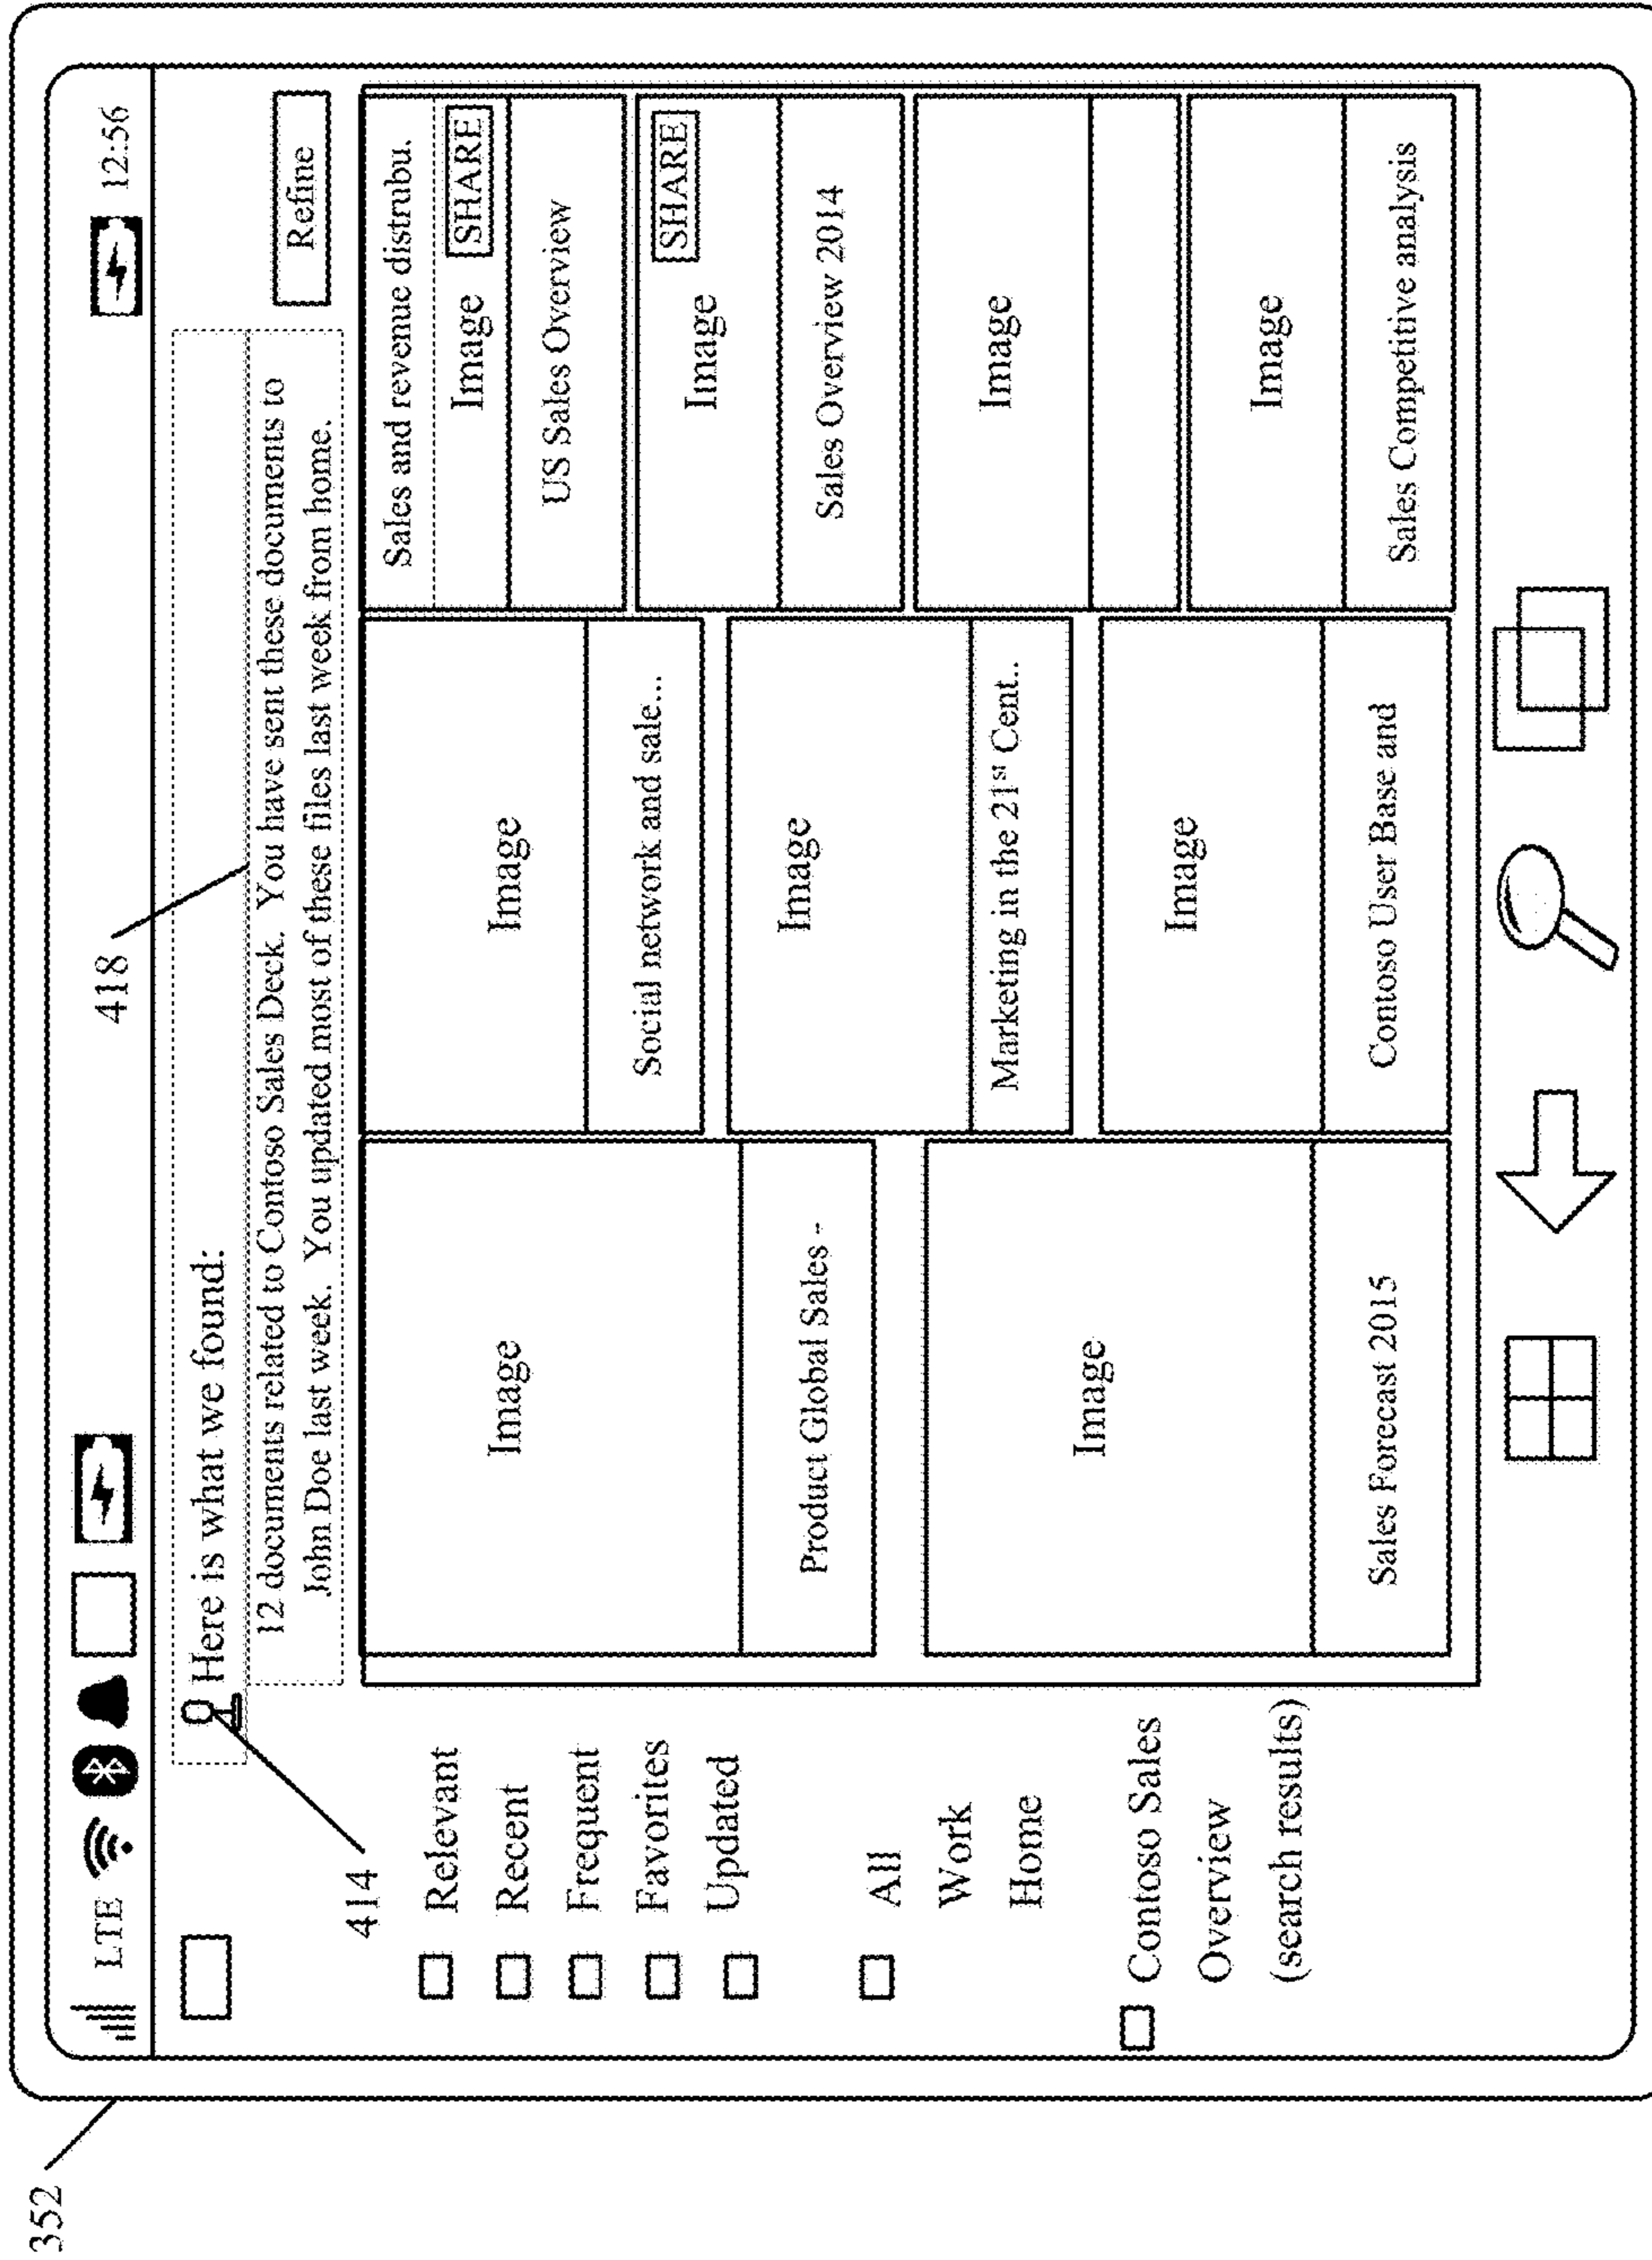 352
418
LTE
12:56
Here is what we found:
12 documents related to Contoso Sales Deck. You have sent these documents to
John Doe last week. You updated most of these files last week from home.
Refine
414
Relevant
Recent
Frequent
Favorites
Updated
All
Work
Home
Contoso Sales
Overview
(search results)
Image
Product Global Sales -
Image
Sales Forecast 2015
Image
Social network and sale...
Image
Marketing in the 21st Cent..
Image
Contoso User Base and
Sales and revenue distrubu.
Image
SHARE
US Sales Overview
SHARE
Image
Sales Overview 2014
Image
Image
Sales Competitive analysis